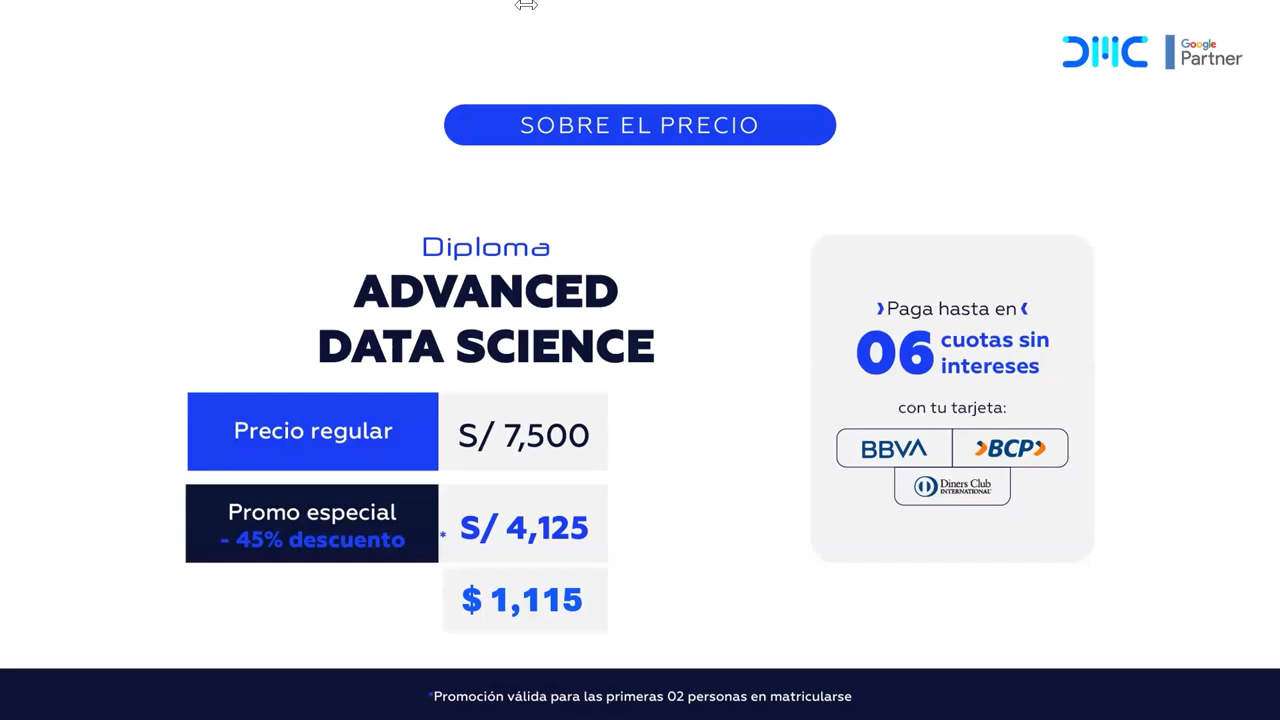 DMC
Google
Partner
SOBRE EL PRECIO
Diploma
ADVANCED
DATA SCIENCE
Precio regular
S/ 7,500
Promo especial
- 45% descuento
* S/ 4,125
$ 1,115
Paga hasta en
06 cuotas sin
intereses
con tu tarjeta:
BBVA
BCP
Diners Club
INTERNATIONAL
*Promoción válida para las primeras 02 personas en matricularse